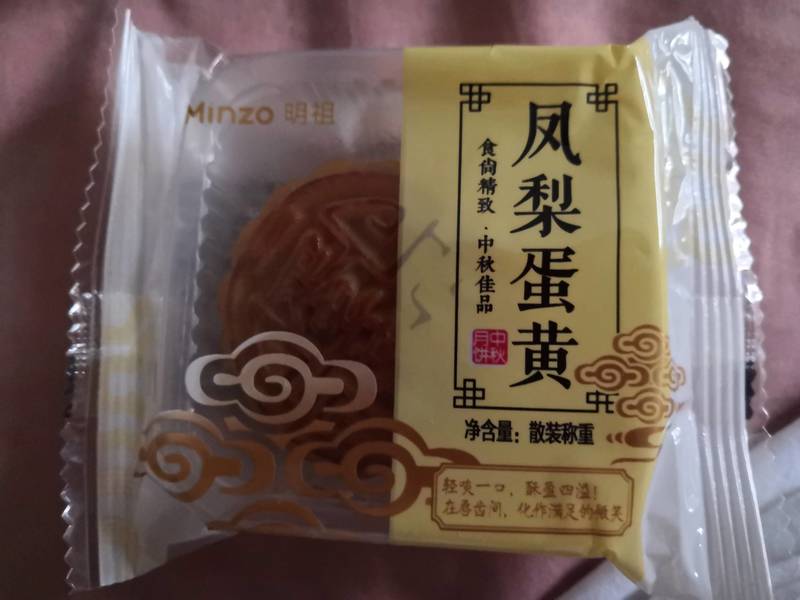 Minzo 明祖
凤梨蛋黄
食尚精致·中秋佳品
中秋月饼
净含量：散装称重
轻咬一口，酥盈四溢！
在唇齿间，化作满足的微笑